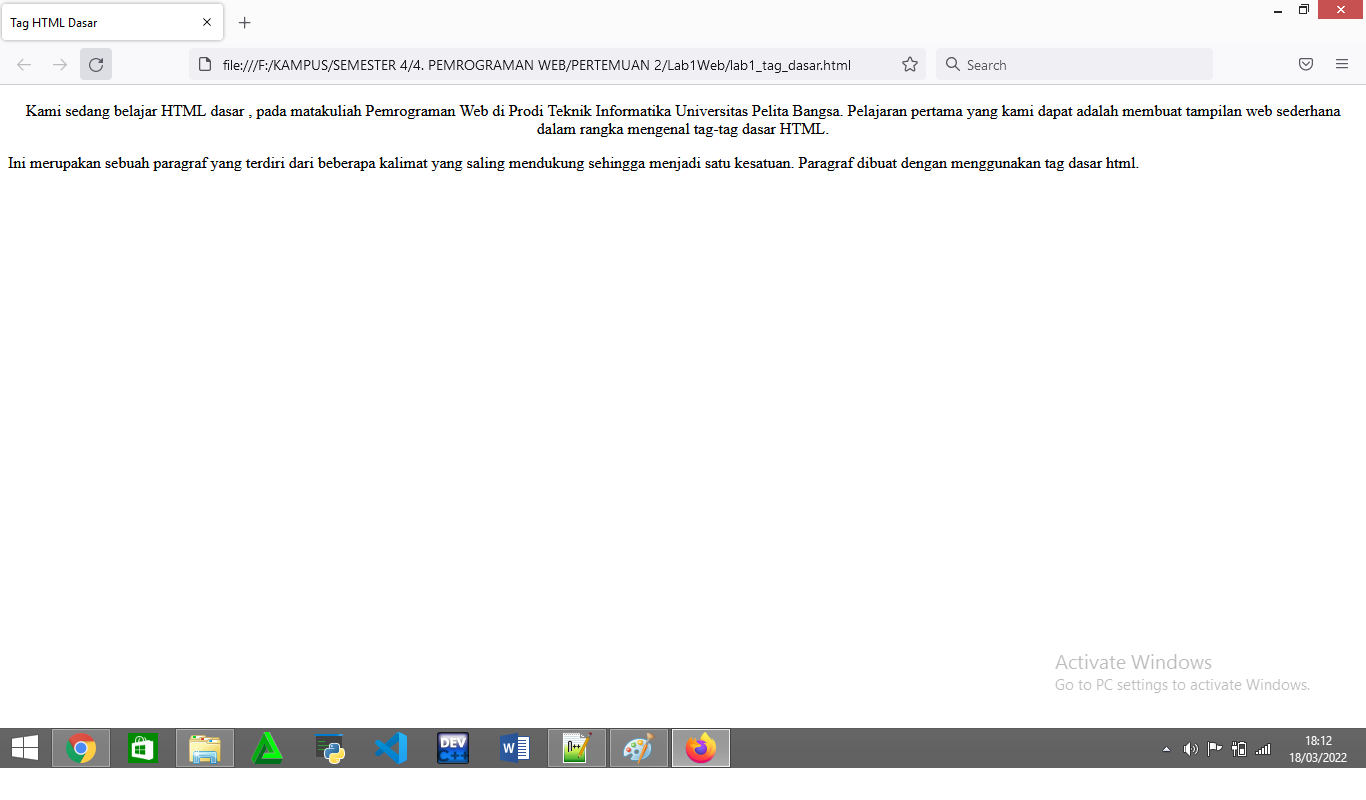 Tag HTML Dasar
file:///F:/KAMPUS/SEMESTER 4/4. PEMROGRAMAN WEB/PERTEMUAN 2/Lab1Web/lab1_tag_dasar.html
Search
Kami sedang belajar HTML dasar , pada matakuliah Pemrograman Web di Prodi Teknik Informatika Universitas Pelita Bangsa. Pelajaran pertama yang kami dapat adalah membuat tampilan web sederhana
dalam rangka mengenal tag-tag dasar HTML.
Ini merupakan sebuah paragraf yang terdiri dari beberapa kalimat yang saling mendukung sehingga menjadi satu kesatuan. Paragraf dibuat dengan menggunakan tag dasar html.
Activate Windows
Go to PC settings to activate Windows.
DEV
C++
W
18:12
18/03/2022